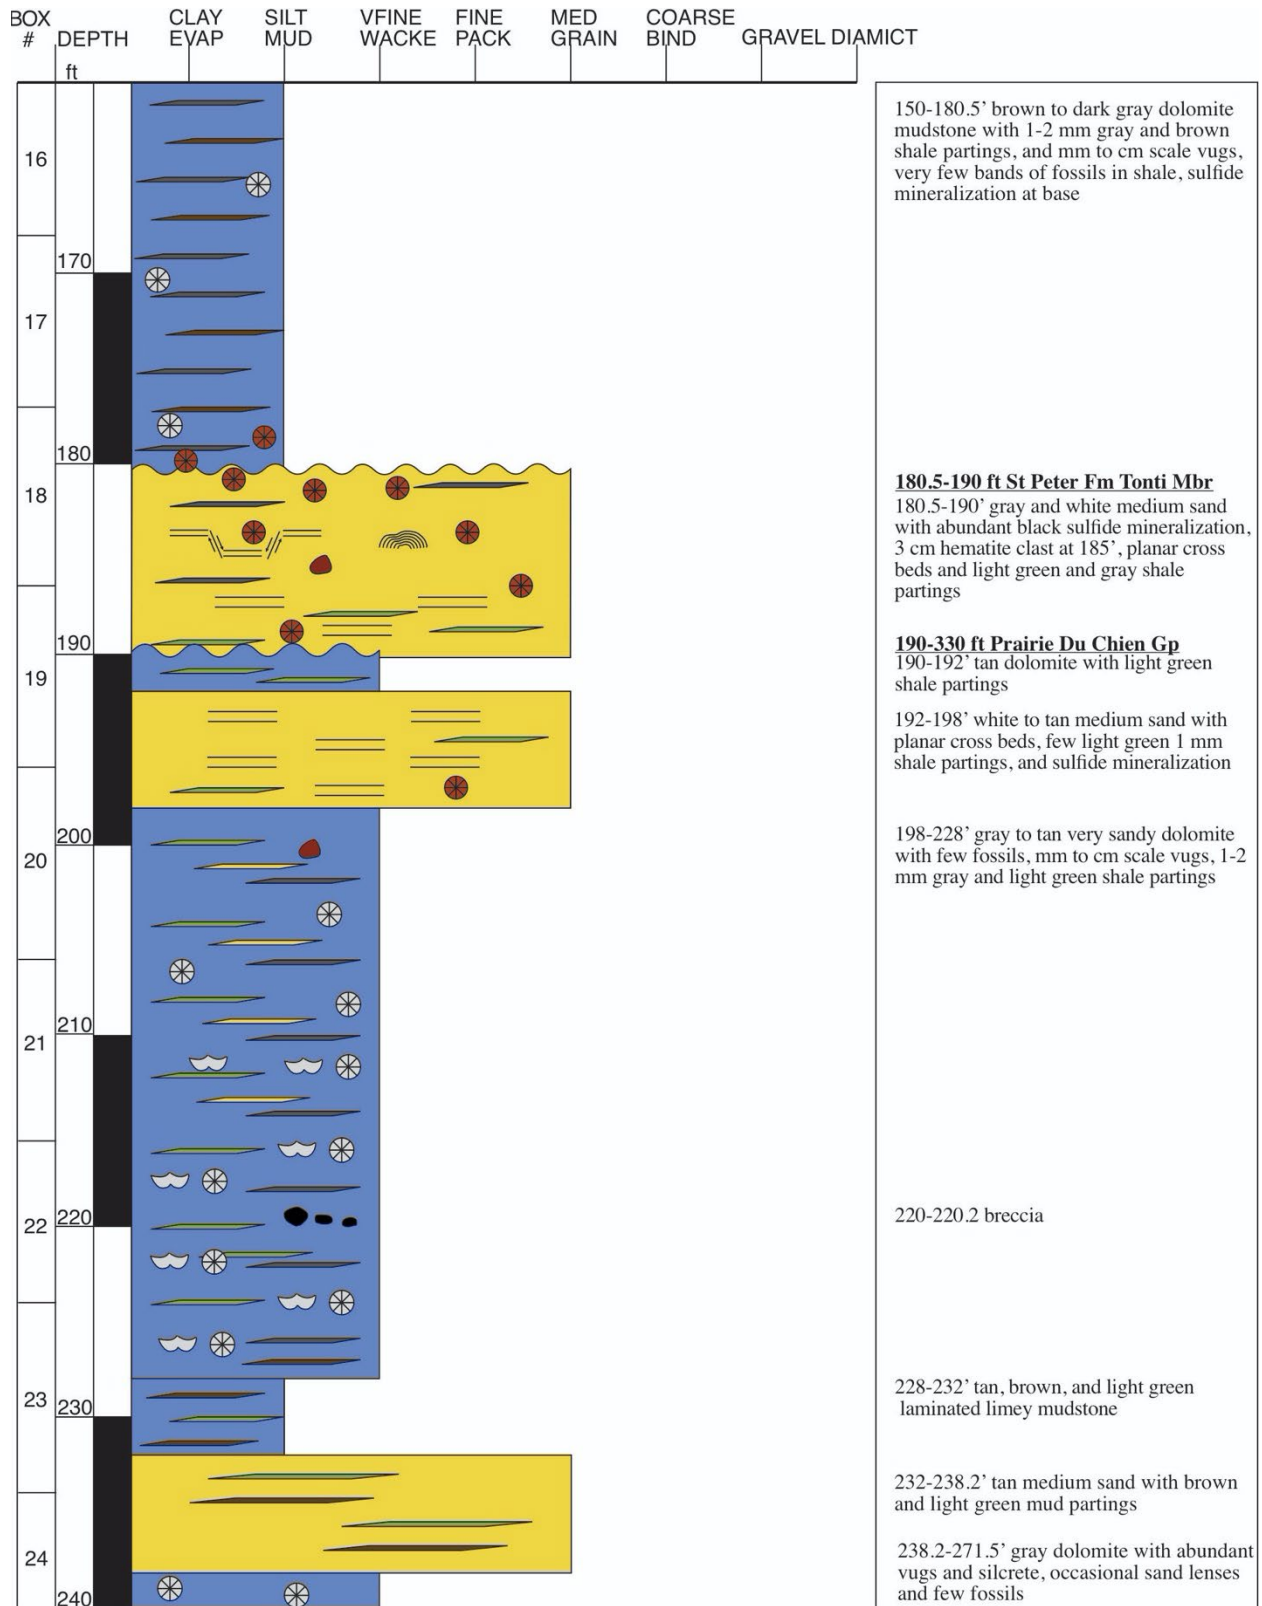 BOX
#
DEPTH
ft
CLAY
EVAP
SILT
MUD
VFINE
WACKE
FINE
PACK
MED
GRAIN
COARSE
BIND
GRAVEL
DIAMICT
16
170
17
180
18
190
19
200
20
210
21
22
220
23
230
24
240
150-180.5’ brown to dark gray dolomite
mudstone with 1-2 mm gray and brown
shale partings, and mm to cm scale vugs,
very few bands of fossils in shale, sulfide
mineralization at base
180.5-190 ft St Peter Fm Tonti Mbr
180.5-190’ gray and white medium sand
with abundant black sulfide mineralization,
3 cm hematite clast at 185’, planar cross
beds and light green and gray shale
partings
190-330 ft Prairie Du Chien Gp
190-192’ tan dolomite with light green
shale partings
192-198’ white to tan medium sand with
planar cross beds, few light green 1 mm
shale partings, and sulfide mineralization
198-228’ gray to tan very sandy dolomite
with few fossils, mm to cm scale vugs, 1-2
mm gray and light green shale partings
220-220.2 breccia
228-232’ tan, brown, and light green
laminated limey mudstone
232-238.2’ tan medium sand with brown
and light green mud partings
238.2-271.5’ gray dolomite with abundant
vugs and silcrete, occasional sand lenses
and few fossils